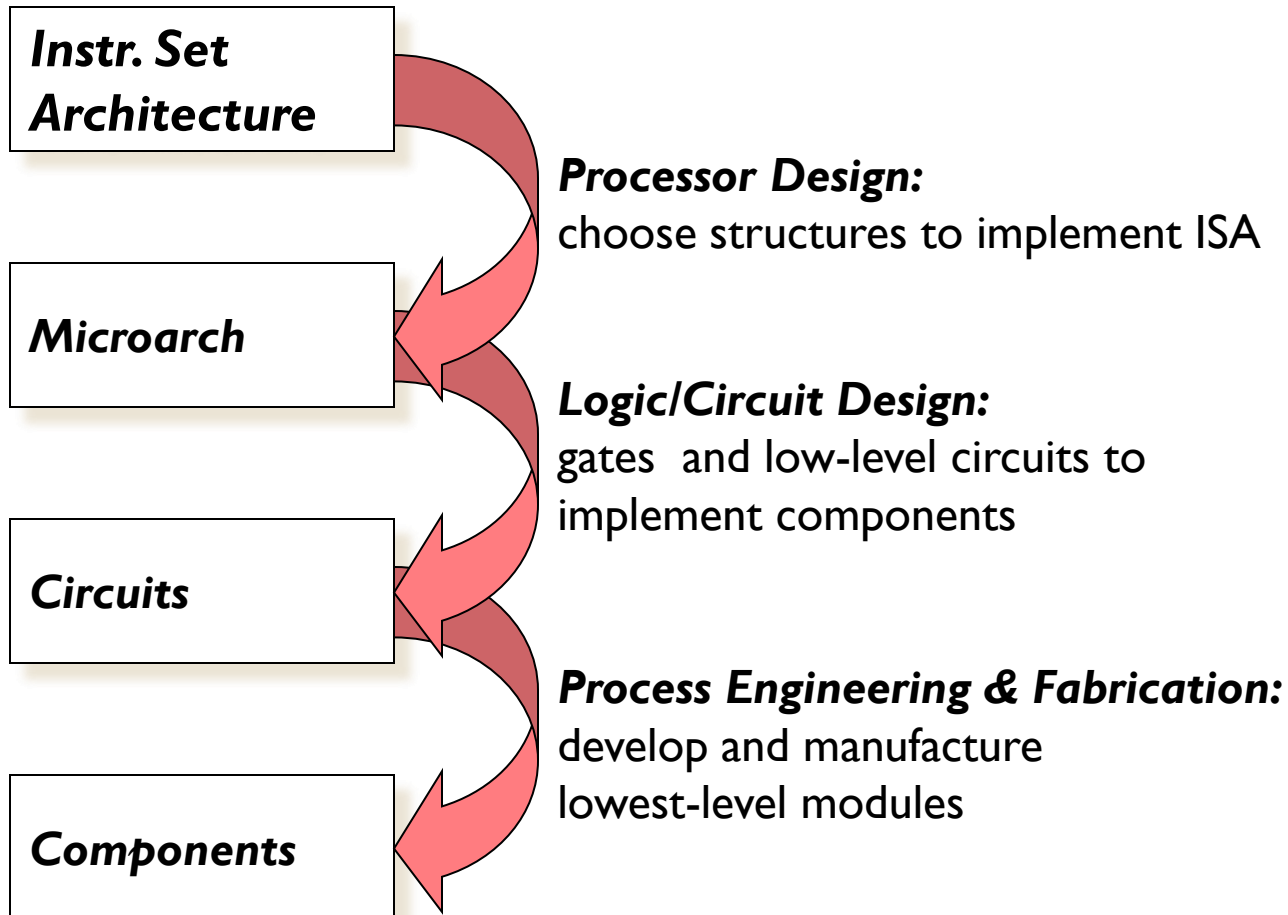 Instr. Set
Architecture
Processor Design:
choose structures to implement ISA
Microarch
Logic/Circuit Design:
gates  and low-level circuits to
implement components
Circuits
Process Engineering & Fabrication:
develop and manufacture
lowest-level modules
Components